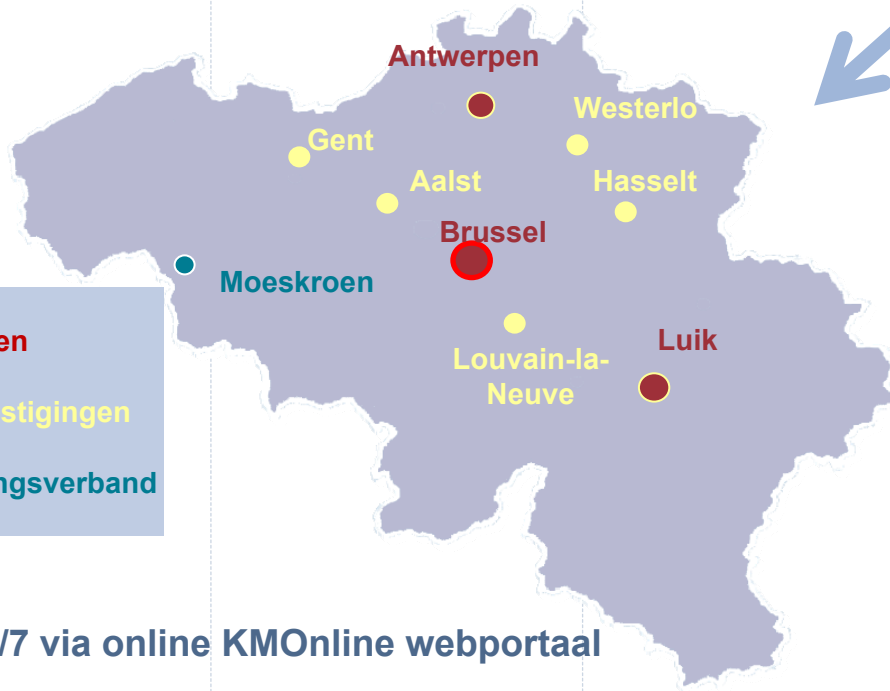 Antwerpen
Westerlo
Gent
Aalst
Hasselt
Brussel
Moeskroen
en
Luik
Louvain-la-
Neuve
stigingen
ngsverband
/7 via online KMOnline webportaal